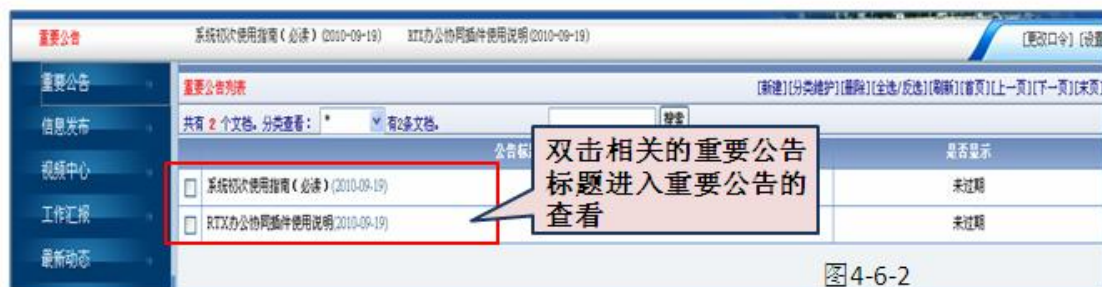 重要公告 系统初次使用指南(必读)(2010-09-19) RTX办公协同插件使用说明(2010-09-19) [更改口令] [设置
重要公告
重要公告列表 [新建][分类维护][删除][全选/反选][刷新][首页][上一页][下一页][末页]
信息发布
共有 2 个文档。分类查看: * 有2条文档。 搜索
公告标 是否显示
视频中心
系统初次使用指南(必读)(2010-09-19) 未过期
工作汇报
RTX办公协同插件使用说明(2010-09-19) 未过期
最新动态
双击相关的重要公告
标题进入重要公告的
查看
图4-6-2